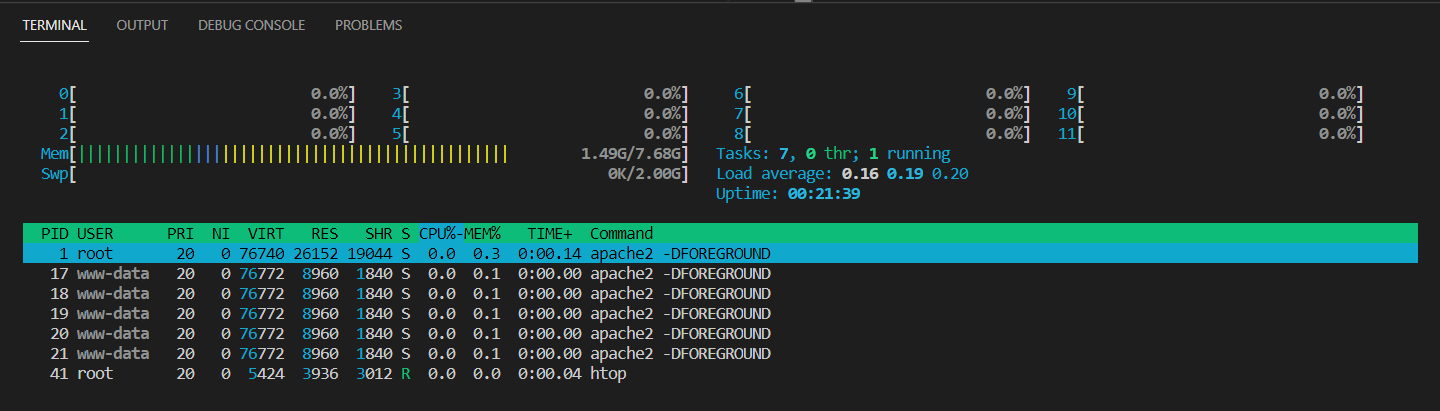 TERMINAL OUTPUT DEBUG CONSOLE PROBLEMS
0[ 0.0%] 3[ 0.0%] 6[ 0.0%] 9[ 0.0%]
1[ 0.0%] 4[ 0.0%] 7[ 0.0%] 10[ 0.0%]
2[ 0.0%] 5[ 0.0%] 8[ 0.0%] 11[ 0.0%]
Mem[|||||||||||||||||||||||||||||||||||||||||||||||| 1.49G/7.68G] Tasks: 7, 0 thr; 1 running
Swp[ 0K/2.00G] Load average: 0.16 0.19 0.20
Uptime: 00:21:39
PID USER PRI NI VIRT RES SHR S CPU%-MEM% TIME+ Command
1 root 20 0 76740 26152 19044 S 0.0 0.3 0:00.14 apache2 -DFOREGROUND
17 www-data 20 0 76772 8960 1840 S 0.0 0.1 0:00.00 apache2 -DFOREGROUND
18 www-data 20 0 76772 8960 1840 S 0.0 0.1 0:00.00 apache2 -DFOREGROUND
19 www-data 20 0 76772 8960 1840 S 0.0 0.1 0:00.00 apache2 -DFOREGROUND
20 www-data 20 0 76772 8960 1840 S 0.0 0.1 0:00.00 apache2 -DFOREGROUND
21 www-data 20 0 76772 8960 1840 S 0.0 0.1 0:00.00 apache2 -DFOREGROUND
41 root 20 0 5424 3936 3012 R 0.0 0.0 0:00.04 htop